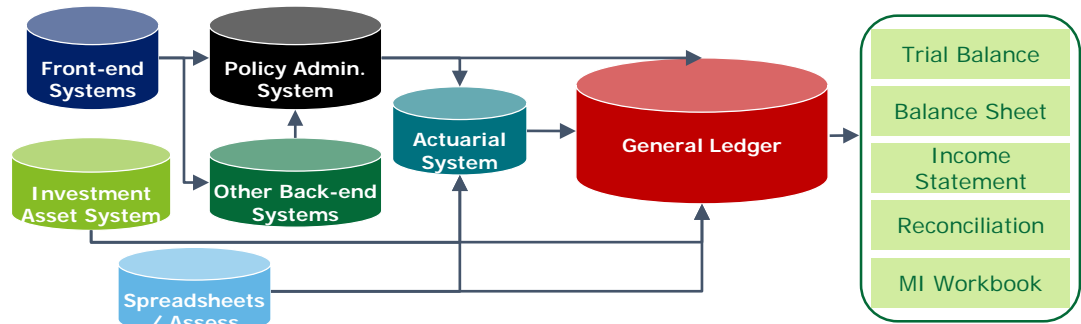 Front-end
Systems
Policy Admin.
System
Actuarial
System
General Ledger
Investment
Asset System
Other Back-end
Systems
Spreadsheets
/ Assess
Trial Balance
Balance Sheet
Income
Statement
Reconciliation
MI Workbook